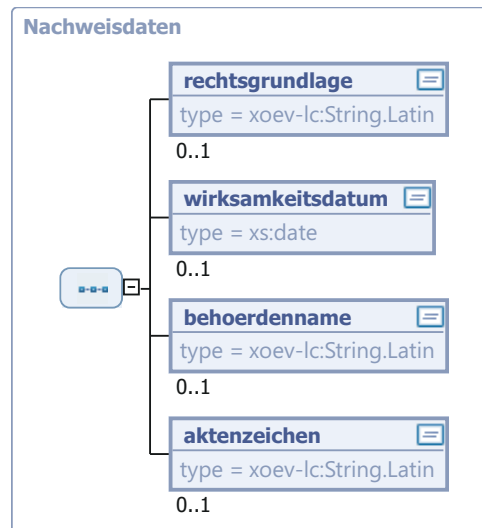 Nachweisdaten
rechtsgrundlage
type = xoev-lc:String.Latin
0..1
wirksamkeitsdatum
type = xs:date
0..1
behoerdenname
type = xoev-lc:String.Latin
0..1
aktenzeichen
type = xoev-lc:String.Latin
0..1